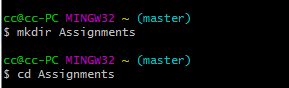 cc@cc-PC MINGW32 ~ (master)
$ mkdir Assignments
cc@cc-PC MINGW32 ~ (master)
$ cd Assignments